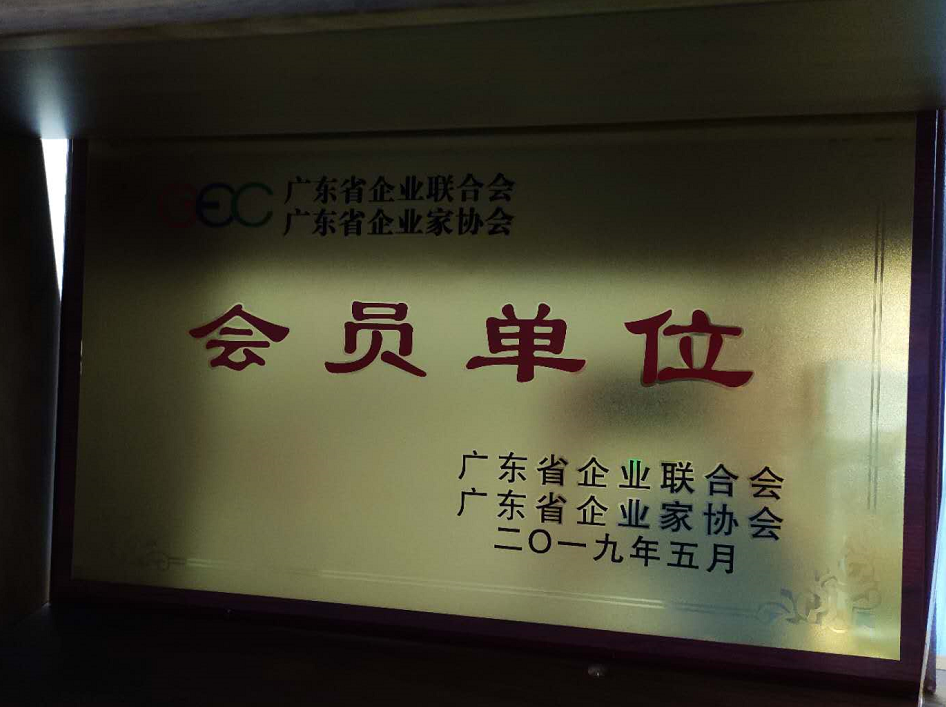 GEC 广东省企业联合会
广东省企业家协会
会员单位
广东省企业联合会
广东省企业家协会
二〇一九年五月